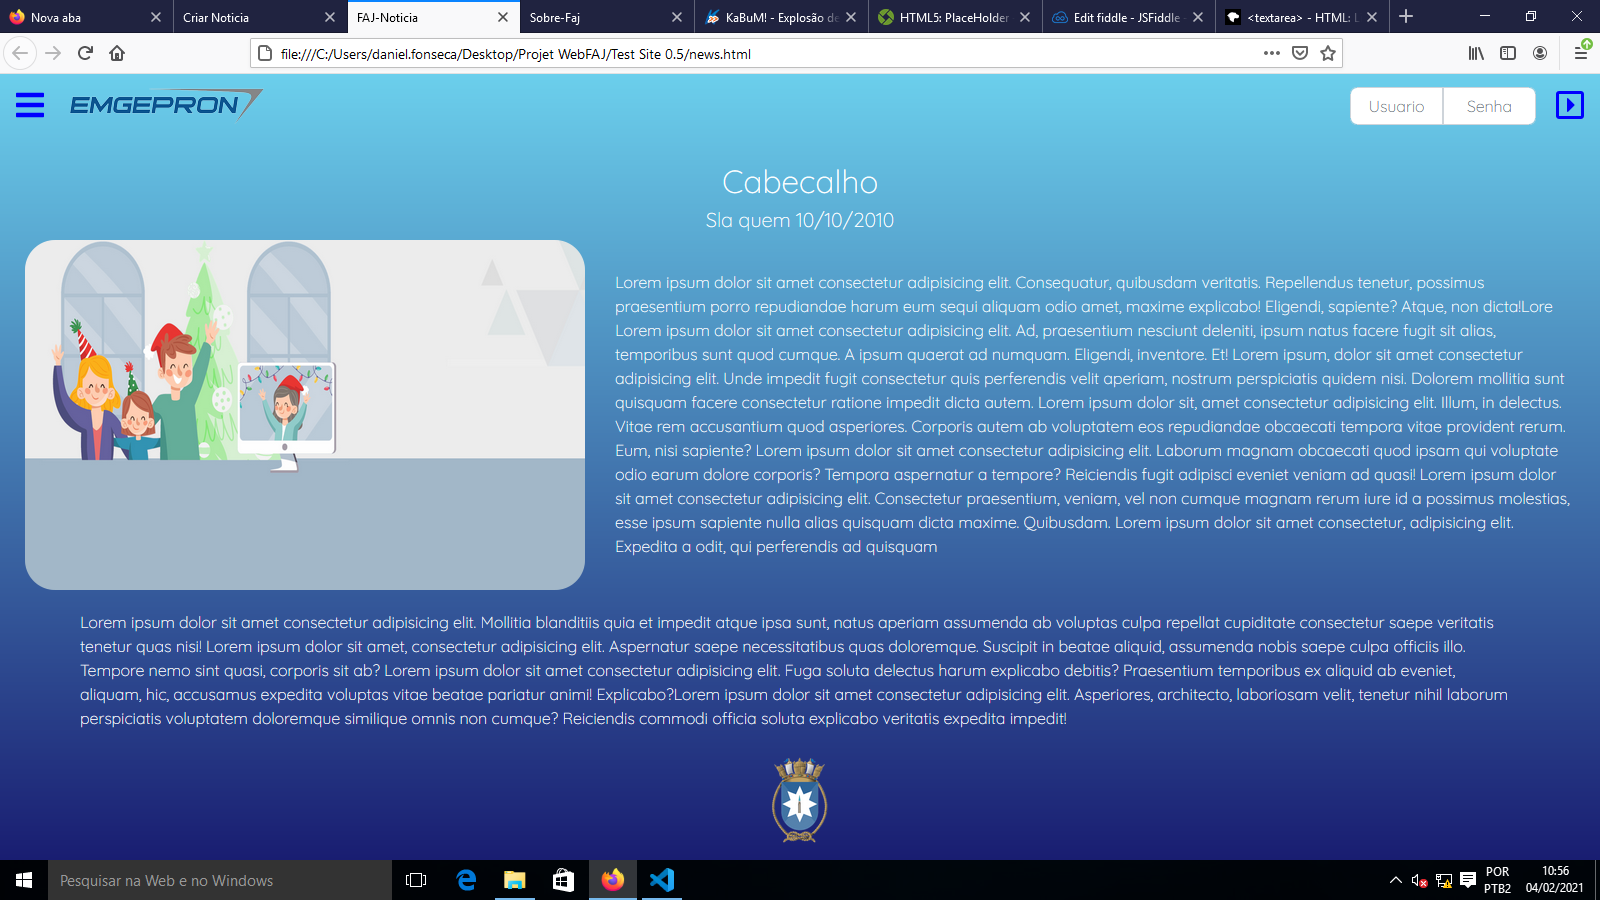 Nova aba
Criar Noticia
FAJ-Noticia
Sobre-Faj
KaBuM! - Explosão de
HTML5: PlaceHolder
Edit fiddle - JSFiddle
<textarea> - HTML: L
file:///C:/Users/daniel.fonseca/Desktop/Projet WebFAJ/Test Site 0.5/news.html
EMGEPRON
Usuario
Senha
Cabecalho
Sla quem 10/10/2010
Lorem ipsum dolor sit amet consectetur adipisicing elit. Consequatur, quibusdam veritatis. Repellendus tenetur, possimus
praesentium porro repudiandae harum eum sequi aliquam odio amet, maxime explicabo! Eligendi, sapiente? Atque, non dicta!Lore
Lorem ipsum dolor sit amet consectetur adipisicing elit. Ad, praesentium nesciunt deleniti, ipsum natus facere fugit sit alias,
temporibus sunt quod cumque. A ipsum quaerat ad numquam. Eligendi, inventore. Et! Lorem ipsum, dolor sit amet consectetur
adipisicing elit. Unde impedit fugit consectetur quis perferendis velit aperiam, nostrum perspiciatis quidem nisi. Dolorem mollitia sunt
quisquam facere consectetur ratione impedit dicta autem. Lorem ipsum dolor sit, amet consectetur adipisicing elit. Illum, in delectus.
Vitae rem accusantium quod asperiores. Corporis autem ab voluptatem eos repudiandae obcaecati tempora vitae provident rerum.
Eum, nisi sapiente? Lorem ipsum dolor sit amet consectetur adipisicing elit. Laborum magnam obcaecati quod ipsam qui voluptate
odio earum dolore corporis? Tempora aspernatur a tempore? Reiciendis fugit adipisci eveniet veniam ad quasi! Lorem ipsum dolor
sit amet consectetur adipisicing elit. Consectetur praesentium, veniam, vel non cumque magnam rerum iure id a possimus molestias,
esse ipsum sapiente nulla alias quisquam dicta maxime. Quibusdam. Lorem ipsum dolor sit amet consectetur, adipisicing elit.
Expedita a odit, qui perferendis ad quisquam
Lorem ipsum dolor sit amet consectetur adipisicing elit. Mollitia blanditiis quia et impedit atque ipsa sunt, natus aperiam assumenda ab voluptas culpa repellat cupiditate consectetur saepe veritatis
tenetur quas nisi! Lorem ipsum dolor sit amet, consectetur adipisicing elit. Aspernatur saepe necessitatibus quas doloremque. Suscipit in beatae aliquid, assumenda nobis saepe culpa officiis illo.
Tempore nemo sint quasi, corporis sit ab? Lorem ipsum dolor sit amet consectetur adipisicing elit. Fuga soluta delectus harum explicabo debitis? Praesentium temporibus ex aliquid ab eveniet,
aliquam, hic, accusamus expedita voluptas vitae beatae pariatur animi! Explicabo?Lorem ipsum dolor sit amet consectetur adipisicing elit. Asperiores, architecto, laboriosam velit, tenetur nihil laborum
perspiciatis voluptatem doloremque similique omnis non cumque? Reiciendis commodi officia soluta explicabo veritatis expedita impedit!
Pesquisar na Web e no Windows
POR
PTB2
10:56
04/02/2021